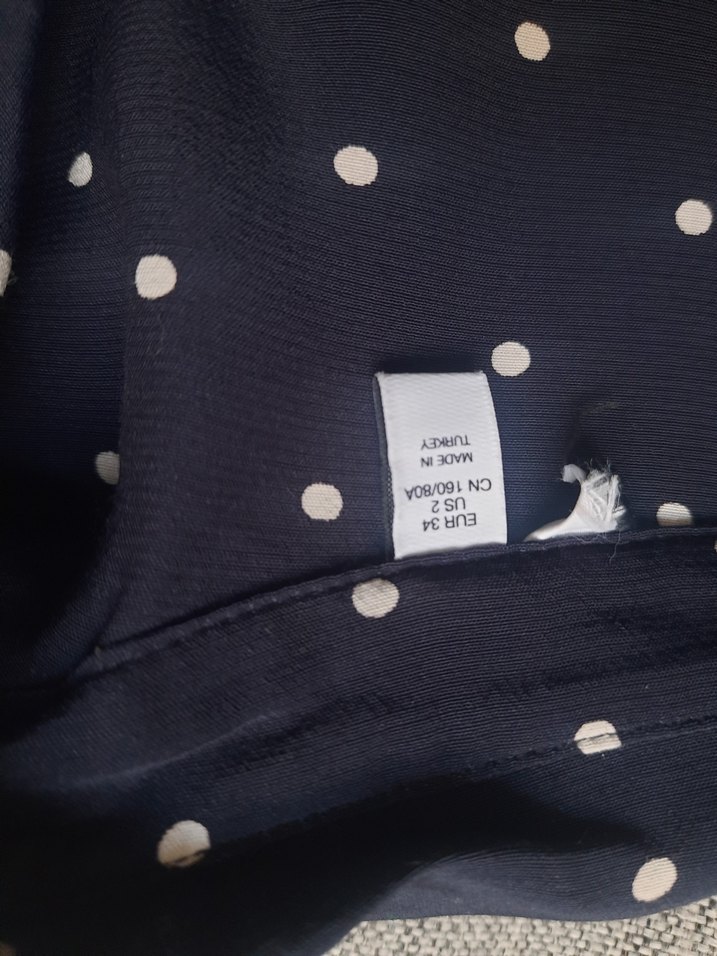 EUR 34
US 2
CN 160/80A
MADE IN
TURKEY